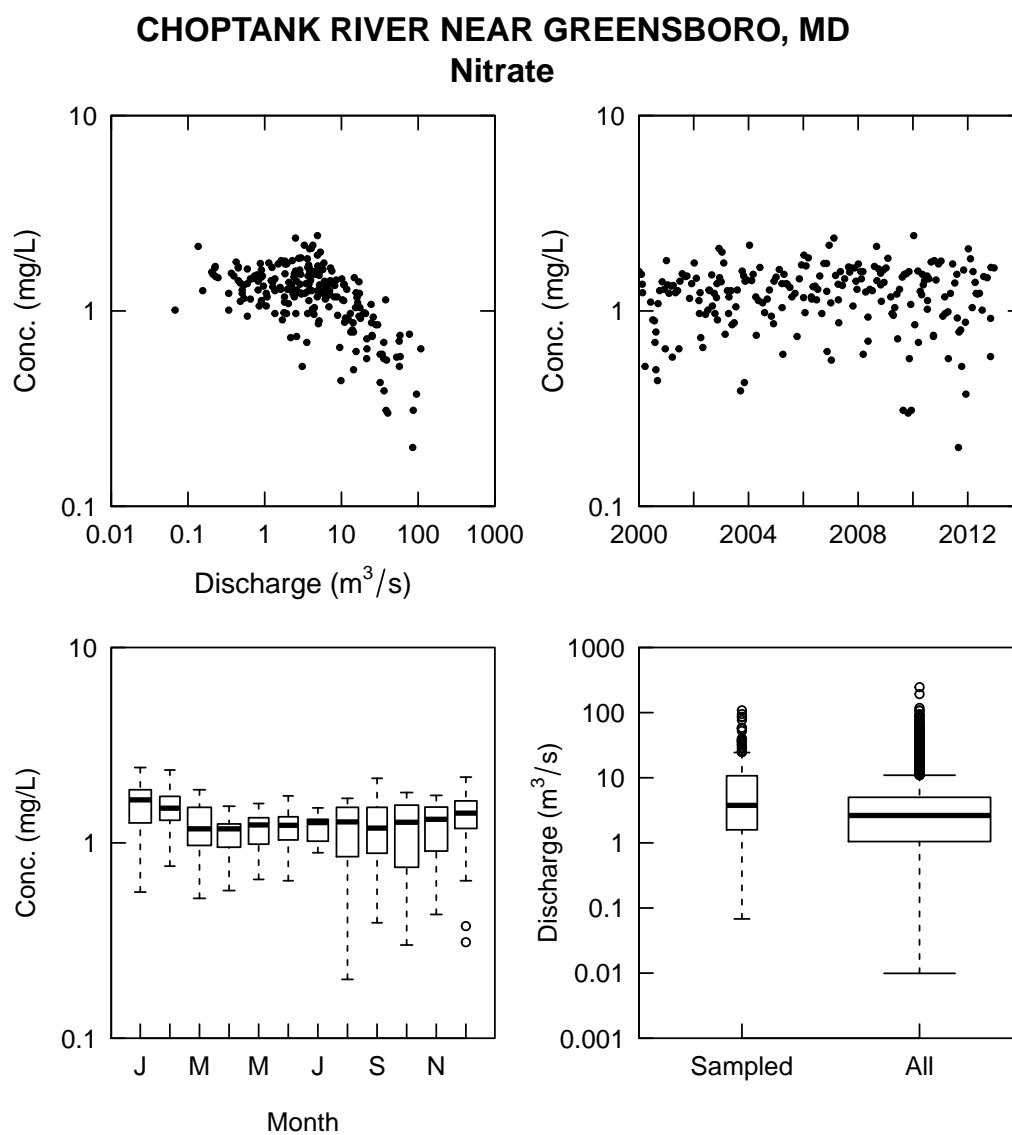 CHOPTANK RIVER NEAR GREENSBORO, MD
Nitrate
10
1
0.1
Conc. (mg/L)
0.01 0.1 1 10 100 1000
Discharge (m³/s)
10
1
0.1
Conc. (mg/L)
2000 2004 2008 2012
10
1
0.1
Conc. (mg/L)
J M M J S N
Month
1000
100
10
1
0.1
0.01
0.001
Discharge (m³/s)
Sampled All